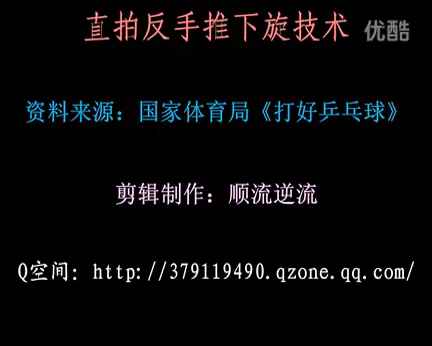 直拍反手推下旋技术
优酷
资料来源：国家体育局《打好乒乓球》
剪辑制作：顺流逆流
Q空间：http://379119490.qzone.qq.com/